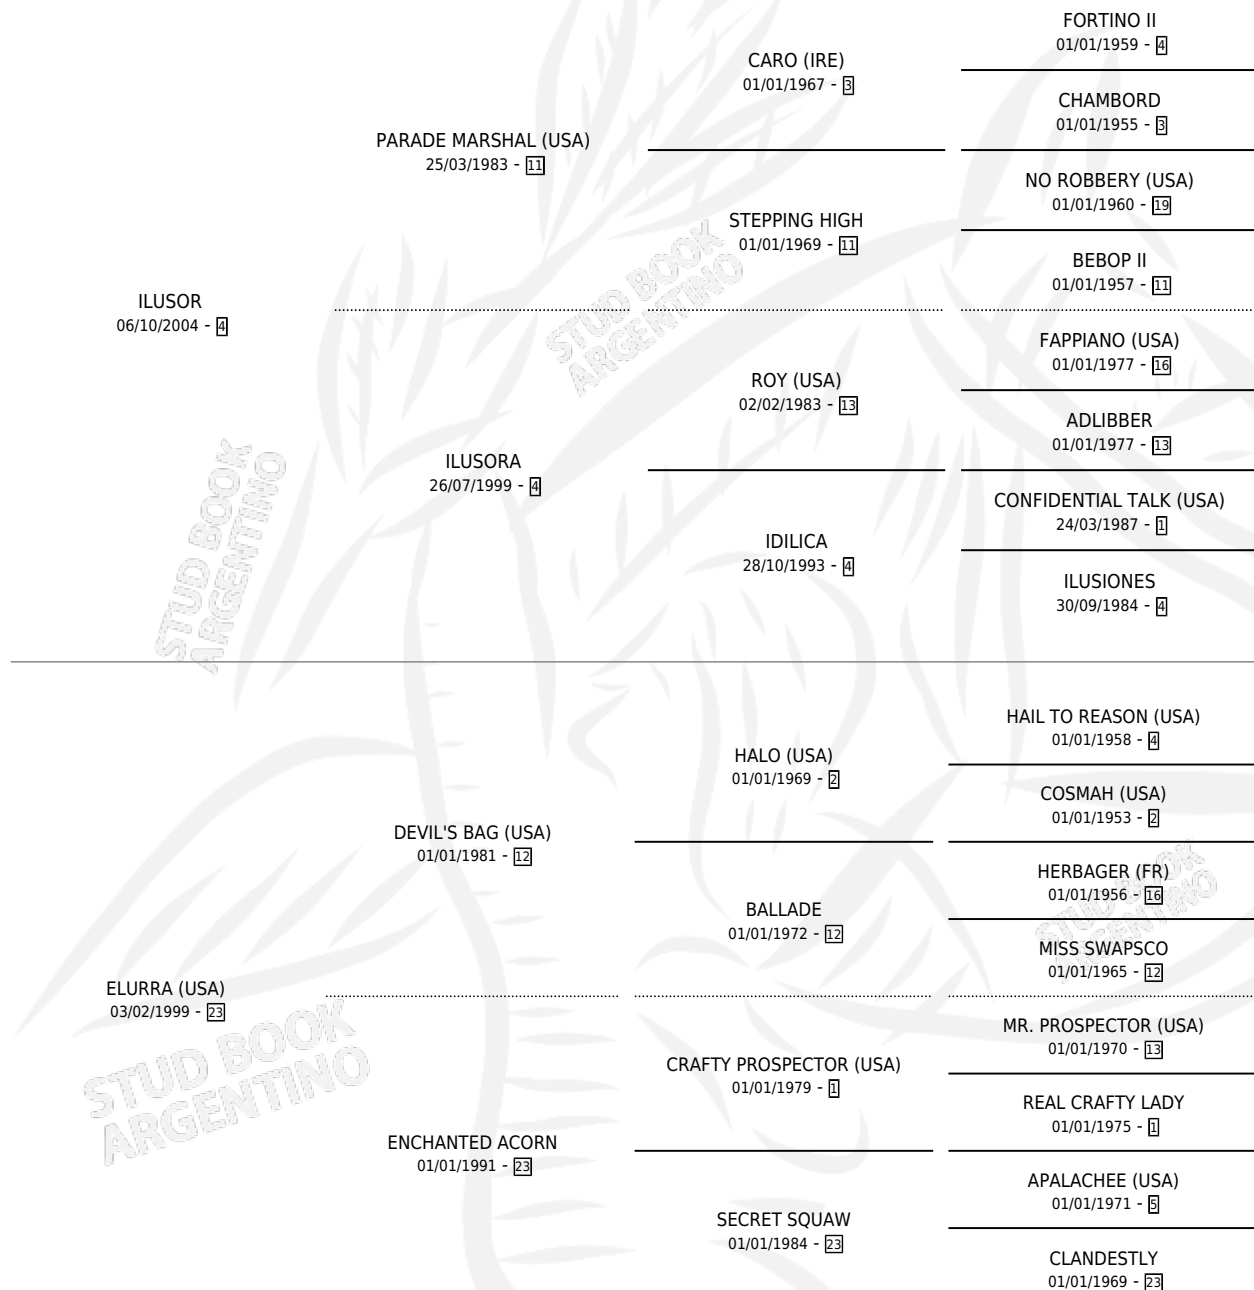 FORTINO II
01/01/1959 - 4
CARO (IRE)
01/01/1967 - 3
CHAMBORD
01/01/1955 - 3
PARADE MARSHAL (USA)
25/03/1983 - 11
NO ROBBERY (USA)
01/01/1960 - 19
STEPPING HIGH
01/01/1969 - 11
BEBOP II
01/01/1957 - 11
ILUSOR
06/10/2004 - 4
FAPPIANO (USA)
01/01/1977 - 16
ROY (USA)
02/02/1983 - 13
ADLIBBER
01/01/1977 - 13
ILUSORA
26/07/1999 - 4
CONFIDENTIAL TALK (USA)
24/03/1987 - 1
IDILICA
28/10/1993 - 4
ILUSIONES
30/09/1984 - 4
STUD BOOK
ARGENTINO
STUD BOOK
ARGENTINO
HAIL TO REASON (USA)
01/01/1958 - 4
HALO (USA)
01/01/1969 - 2
COSMAH (USA)
01/01/1953 - 2
DEVIL'S BAG (USA)
01/01/1981 - 12
HERBAGER (FR)
01/01/1956 - 16
BALLADE
01/01/1972 - 12
MISS SWAPSCO
01/01/1965 - 12
STUD BOOK
ARGENTINO
ELURRA (USA)
03/02/1999 - 23
MR. PROSPECTOR (USA)
01/01/1970 - 13
CRAFTY PROSPECTOR (USA)
01/01/1979 - 1
REAL CRAFTY LADY
01/01/1975 - 1
ENCHANTED ACORN
01/01/1991 - 23
APALACHEE (USA)
01/01/1971 - 5
SECRET SQUAW
01/01/1984 - 23
CLANDESTLY
01/01/1969 - 23
STUD BOOK
ARGENTINO